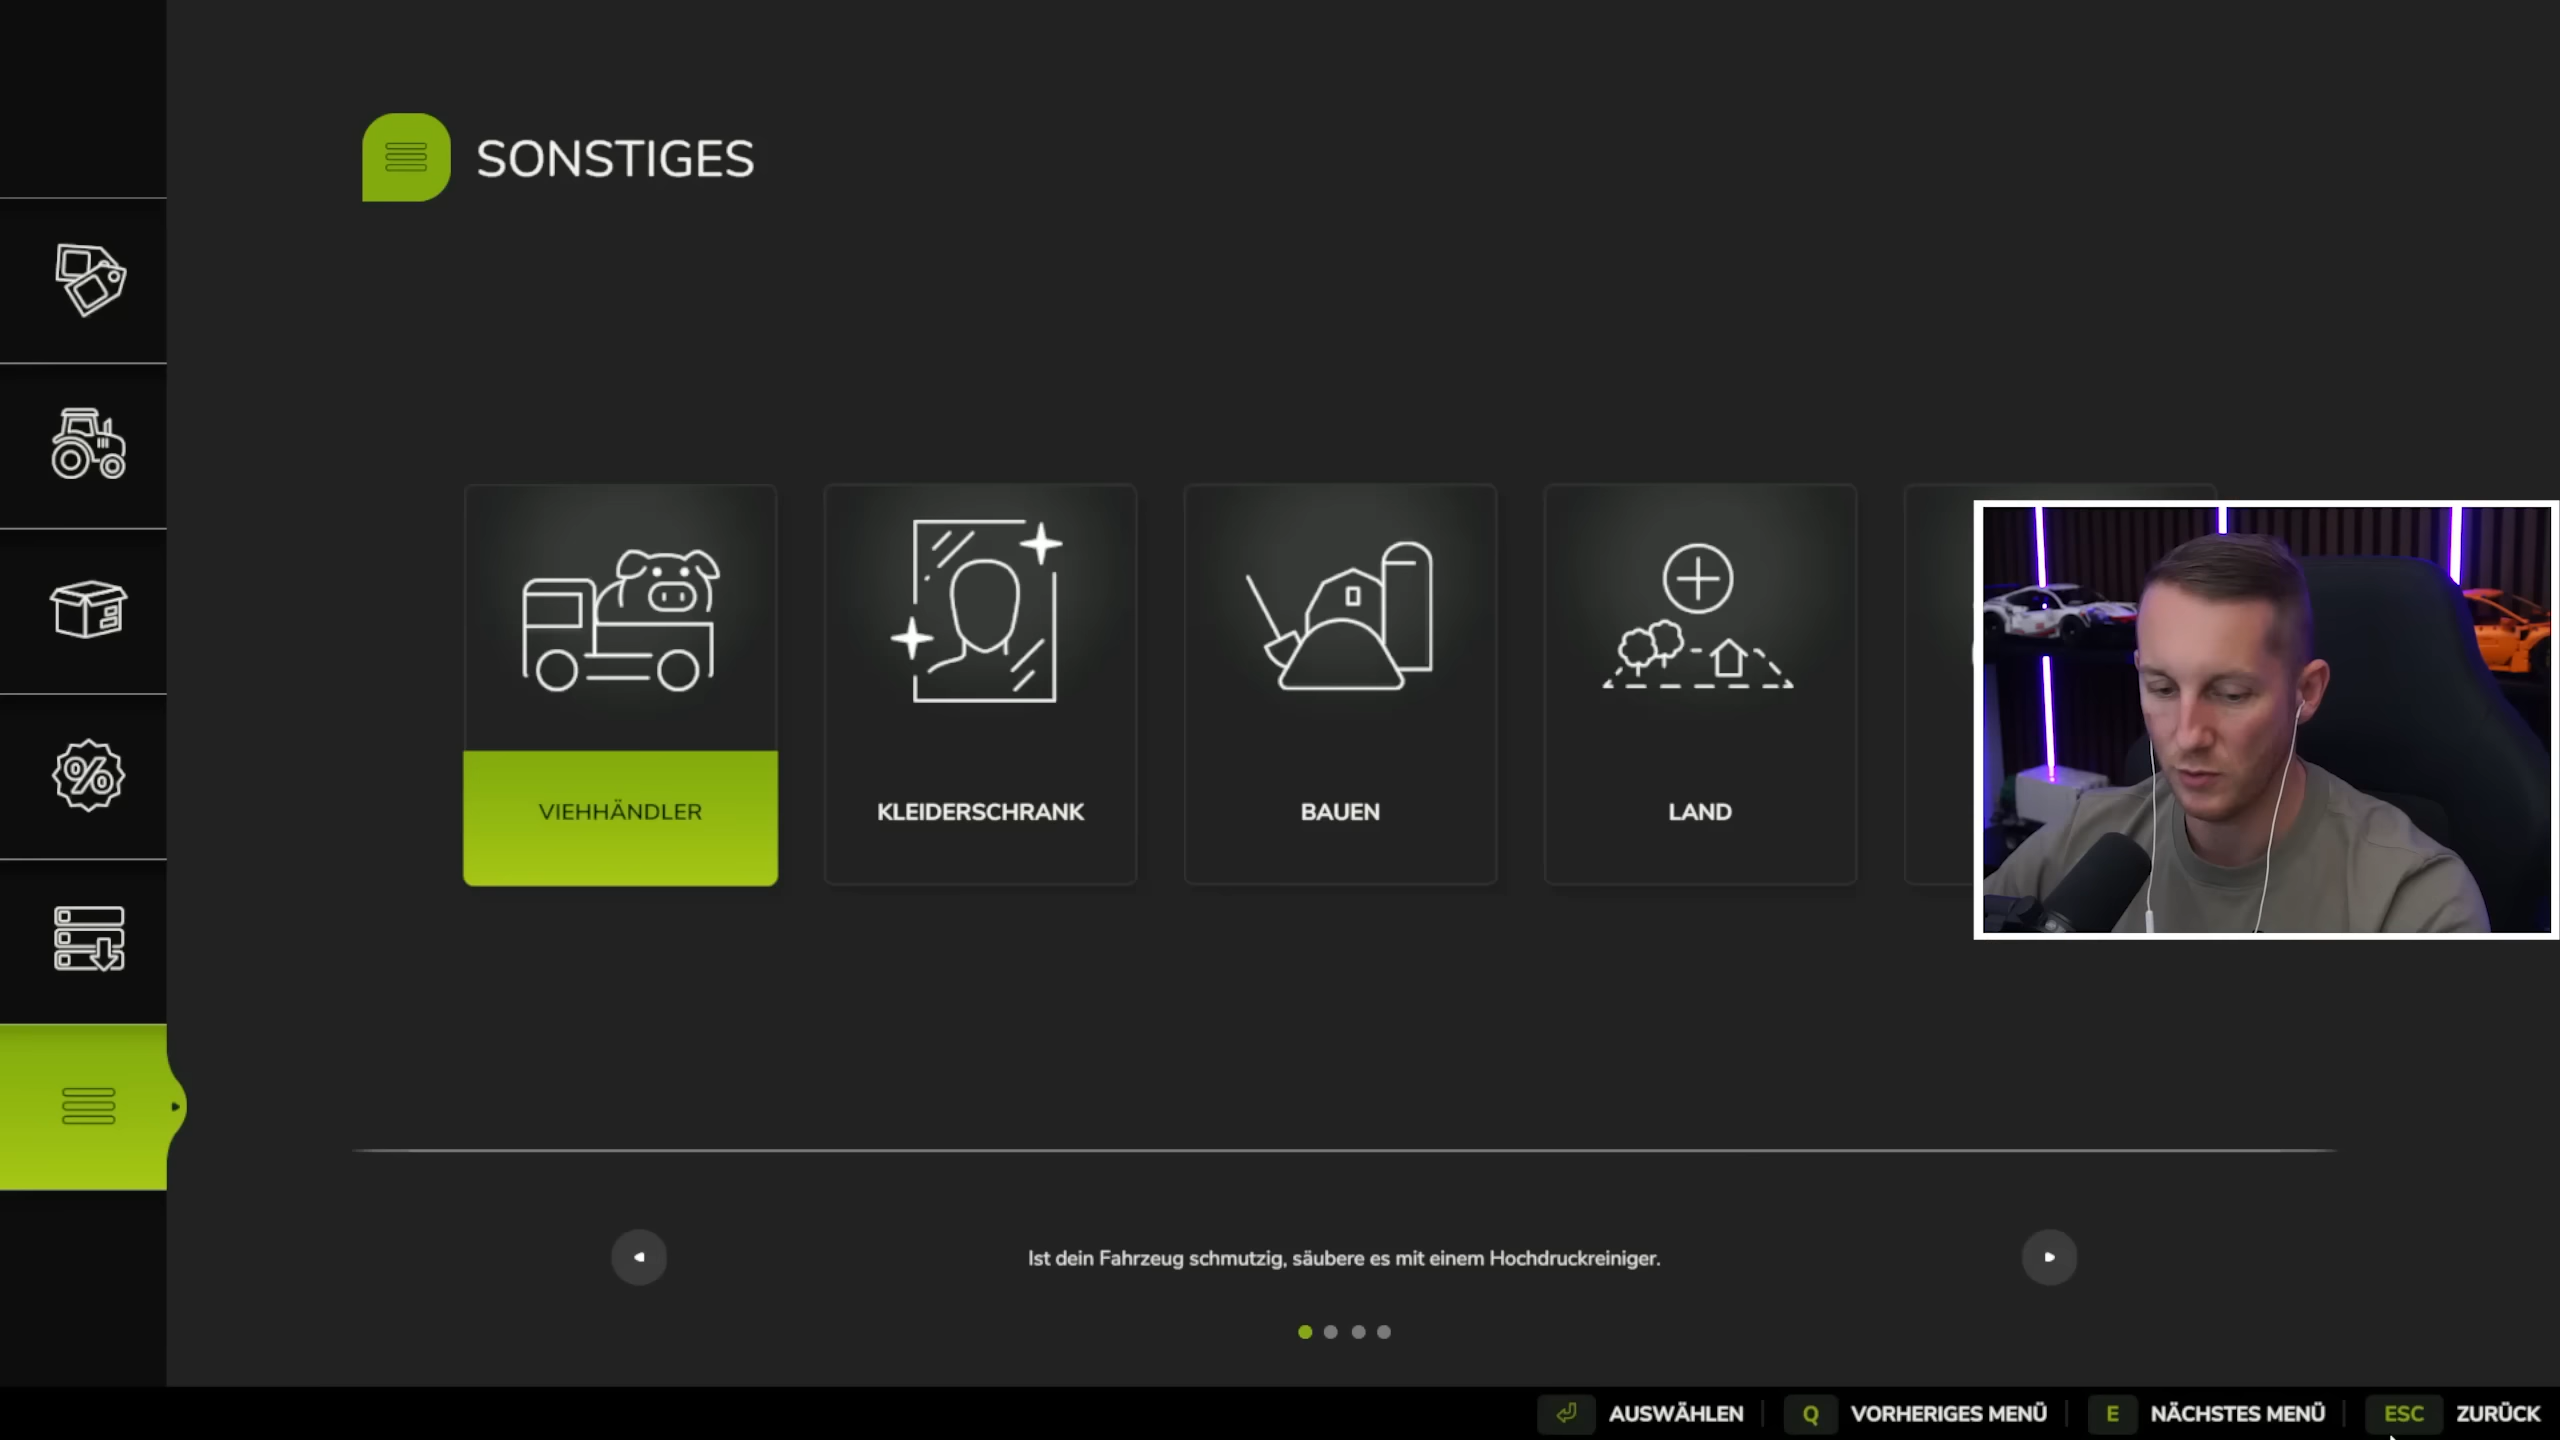 SONSTIGES
VIEHHÄNDLER
KLEIDERSCHRANK
BAUEN
LAND
Ist dein Fahrzeug schmutzig, säubere es mit einem Hochdruckreiniger.
AUSWÄHLEN
Q VORHERIGES MENÜ
E NÄCHSTES MENÜ
ESC ZURÜCK